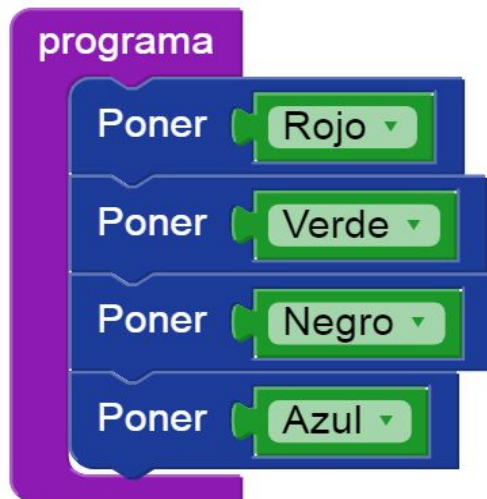 programa
Poner Rojo
Poner Verde
Poner Negro
Poner Azul